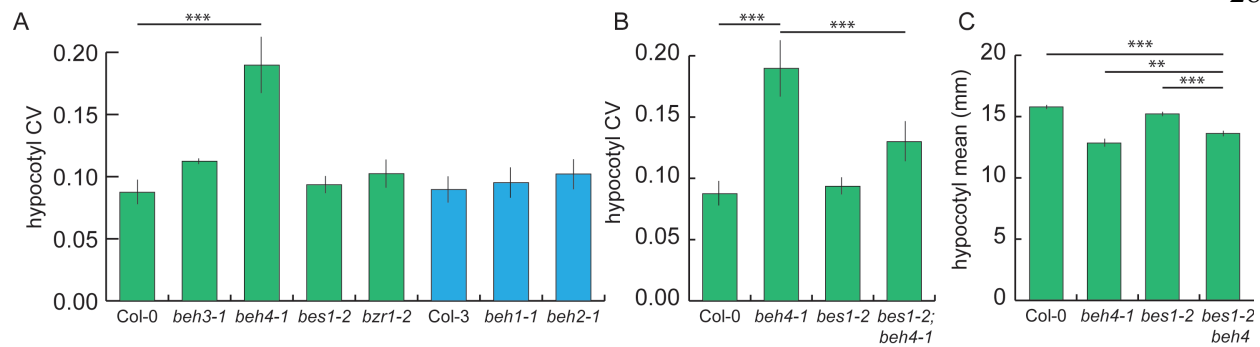 A
***
hypocotyl CV
0.20
0.15
0.10
0.05
0.00
Col-0 beh3-1 beh4-1 bes1-2 bzr1-2 Col-3 beh1-1 beh2-1
B
*** ***
hypocotyl CV
0.20
0.15
0.10
0.05
0.00
Col-0 beh4-1 bes1-2 bes1-2;
beh4-1
C
***
**
***
hypocotyl mean (mm)
20
15
10
5
0
Col-0 beh4-1 bes1-2 bes1-2
beh4